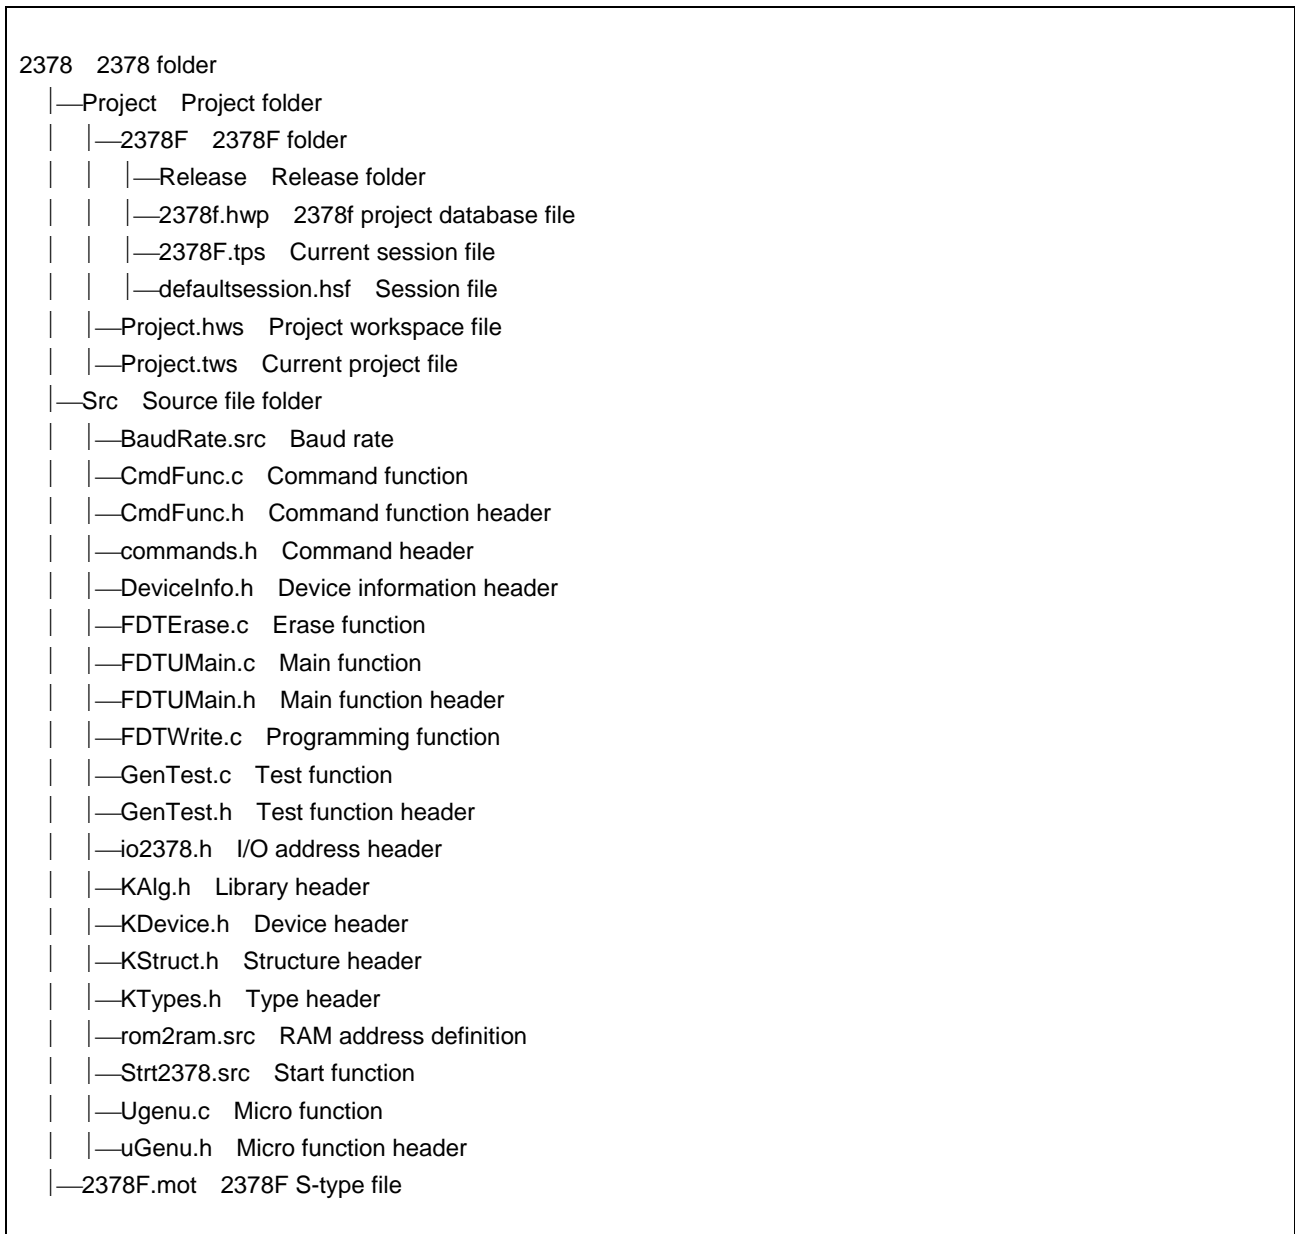 2378 2378 folder
│—Project Project folder
│ │—2378F 2378F folder
│ │ │—Release Release folder
│ │ │—2378f.hwp 2378f project database file
│ │ │—2378F.tps Current session file
│ │ │—defaultsession.hsf Session file
│ │—Project.hws Project workspace file
│ │—Project.tws Current project file
│—Src Source file folder
│ │—BaudRate.src Baud rate
│ │—CmdFunc.c Command function
│ │—CmdFunc.h Command function header
│ │—commands.h Command header
│ │—DeviceInfo.h Device information header
│ │—FDTErase.c Erase function
│ │—FDTUMain.c Main function
│ │—FDTUMain.h Main function header
│ │—FDTWrite.c Programming function
│ │—GenTest.c Test function
│ │—GenTest.h Test function header
│ │—io2378.h I/O address header
│ │—KAlg.h Library header
│ │—KDevice.h Device header
│ │—KStruct.h Structure header
│ │—KTypes.h Type header
│ │—rom2ram.src RAM address definition
│ │—Strt2378.src Start function
│ │—Ugenu.c Micro function
│ │—uGenu.h Micro function header
│—2378F.mot 2378F S-type file